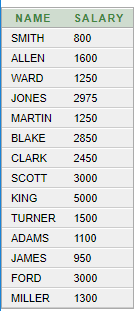 NAME SALARY
SMITH 800
ALLEN 1600
WARD 1250
JONES 2975
MARTIN 1250
BLAKE 2850
CLARK 2450
SCOTT 3000
KING 5000
TURNER 1500
ADAMS 1100
JAMES 950
FORD 3000
MILLER 1300